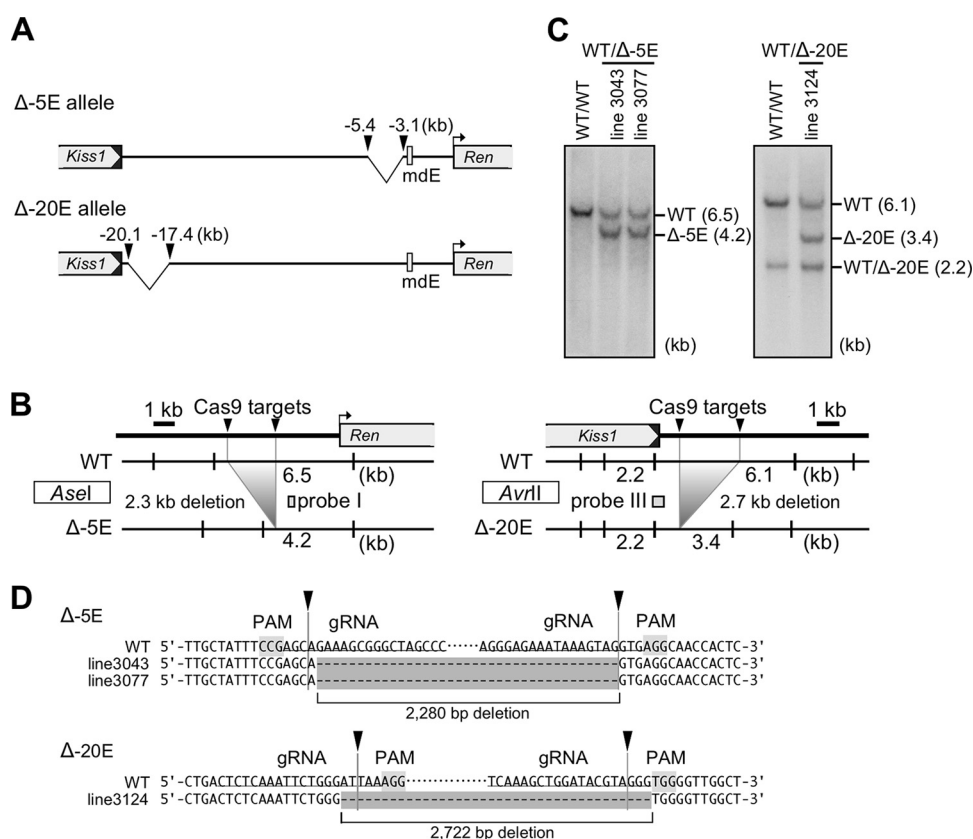 A
Δ-5E allele
-5.4 -3.1(kb)
Kiss1 mdE Ren
Δ-20E allele
-20.1 -17.4 (kb)
Kiss1 mdE Ren
C
WT/Δ-5E
WT/WT
line 3043
line 3077
WT (6.5)
Δ-5E (4.2)
(kb)
WT/Δ-20E
WT/WT
line 3124
WT (6.1)
Δ-20E (3.4)
WT/Δ-20E (2.2)
(kb)
B
1 kb Cas9 targets
Ren
WT
6.5 (kb)
AseI 2.3 kb deletion probe I
Δ-5E
4.2 (kb)
Cas9 targets 1 kb
Kiss1
WT
2.2 6.1 (kb)
AvrII probe III 2.7 kb deletion
Δ-20E
2.2 3.4 (kb)
D
Δ-5E
PAM gRNA gRNA PAM
WT 5'-TTGCTATTTCCGAGCAGAAAGCGGGCTAGCCC······AGGGAGAAATAAAGTAGGTGAGGCAACCACTC-3'
line3043 5'-TTGCTATTTCCGAGCA------------------------------------GTGAGGCAACCACTC-3'
line3077 5'-TTGCTATTTCCGAGCA------------------------------------GTGAGGCAACCACTC-3'
2,280 bp deletion
Δ-20E
gRNA PAM gRNA PAM
WT 5'-CTGACTCTCAAATTCTGGGATTAAAGG··············TCAAAGCTGGATACGTAGGGTGGGGTTGGCT-3'
line3124 5'-CTGACTCTCAAATTCTGGG-------------------------------------TGGGGTTGGCT-3'
2,722 bp deletion